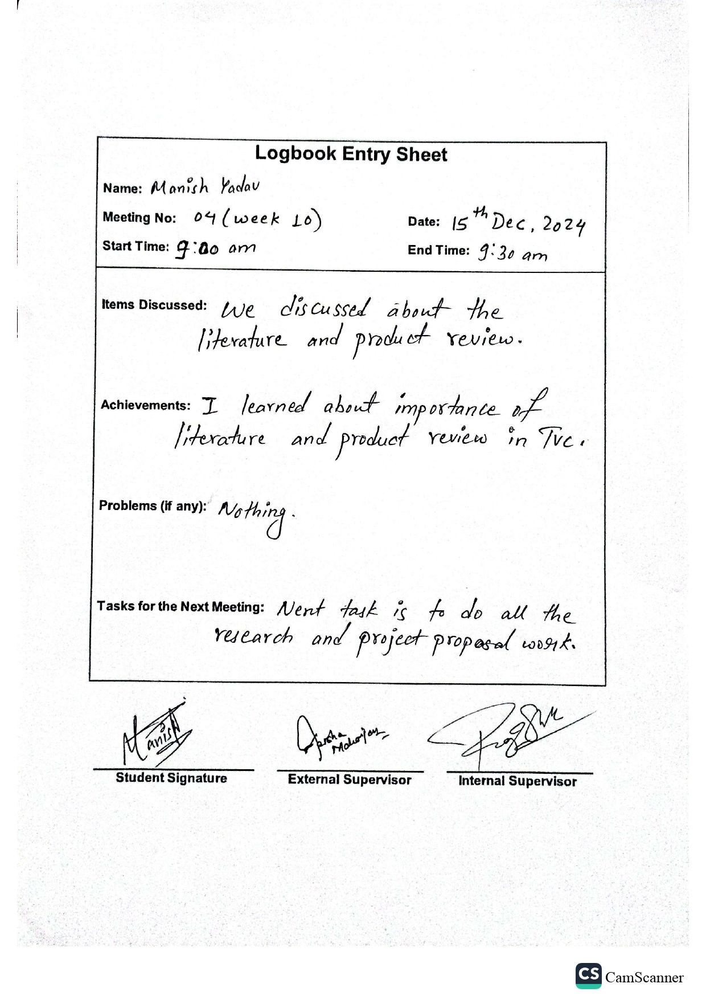 Logbook Entry Sheet
Name: Manish Yadav
Meeting No: 04 (week 10)
Date: 15th Dec, 2024
Start Time: 9:00 am
End Time: 9:30 am
Items Discussed: We discussed about the
literature and product review.
Achievements: I learned about importance of
literature and product review in Tvc.
Problems (if any): Nothing.
Tasks for the Next Meeting: Nent task is to do all the
research and project proposal work.
Manish
Maharjan
Student Signature
External Supervisor
Internal Supervisor
CS CamScanner